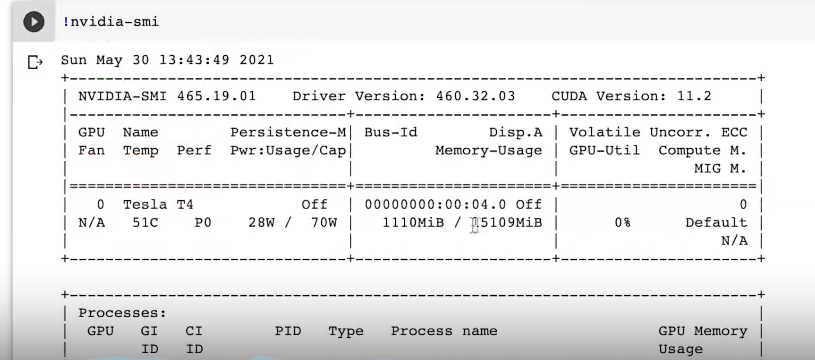 !nvidia-smi
Sun May 30 13:43:49 2021
NVIDIA-SMI 465.19.01 Driver Version: 460.32.03 CUDA Version: 11.2
GPU Name Persistence-M| Bus-Id Disp.A | Volatile Uncorr. ECC
Fan Temp Perf Pwr:Usage/Cap| Memory-Usage | GPU-Util Compute M.
MIG M.
0 Tesla T4 Off | 00000000:00:04.0 Off | 0
N/A 51C P0 28W / 70W | 1110MiB / 15109MiB | 0% Default
N/A
Processes:
GPU GI CI PID Type Process name GPU Memory
ID ID Usage